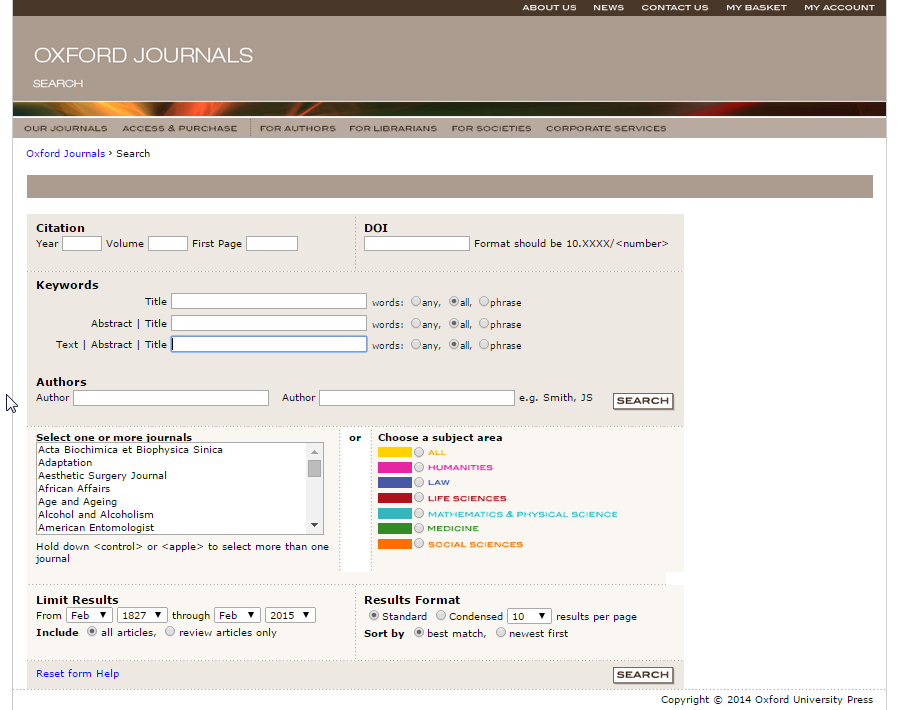 ABOUT US NEWS CONTACT US MY BASKET MY ACCOUNT
OXFORD JOURNALS
SEARCH
OUR JOURNALS ACCESS & PURCHASE FOR AUTHORS FOR LIBRARIANS FOR SOCIETIES CORPORATE SERVICES
Oxford Journals › Search
Citation
Year Volume First Page
DOI
Format should be 10.XXXX/<number>
Keywords
Title words: any, all, phrase
Abstract | Title words: any, all, phrase
Text | Abstract | Title words: any, all, phrase
Authors
Author Author e.g. Smith, JS SEARCH
Select one or more journals
Acta Biochimica et Biophysica Sinica
Adaptation
Aesthetic Surgery Journal
African Affairs
Age and Ageing
Alcohol and Alcoholism
American Entomologist
Hold down <control> or <apple> to select more than one
journal
or
Choose a subject area
ALL
HUMANITIES
LAW
LIFE SCIENCES
MATHEMATICS & PHYSICAL SCIENCE
MEDICINE
SOCIAL SCIENCES
Limit Results
From Feb 1827 through Feb 2015
Include all articles, review articles only
Results Format
Standard Condensed 10 results per page
Sort by best match, newest first
Reset form Help SEARCH
Copyright © 2014 Oxford University Press